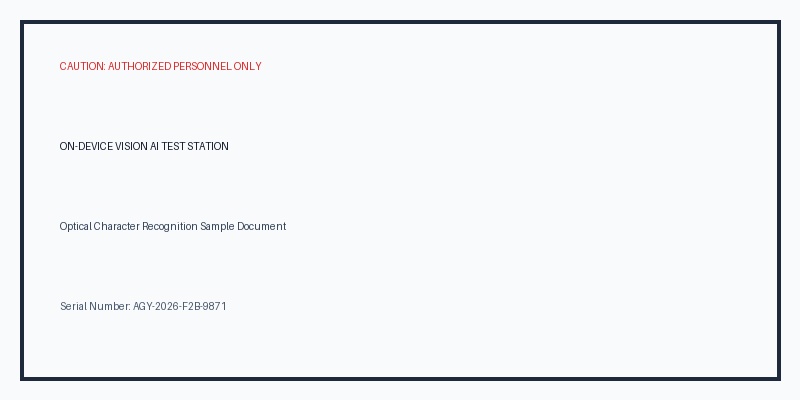 CAUTION: AUTHORIZED PERSONNEL ONLY
ON-DEVICE VISION AI TEST STATION
Optical Character Recognition Sample Document
Serial Number: AGY-2026-F2B-9871